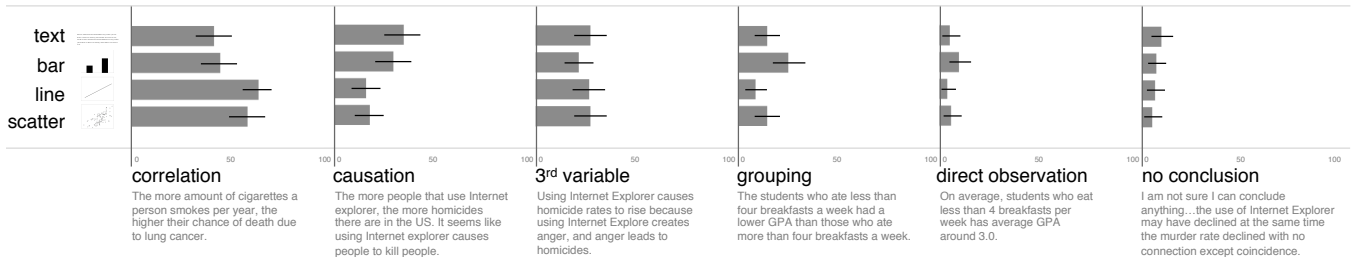 text
bar
line
scatter
0 50 100
0 50 100
0 50 100
0 50 100
0 50 100
0 50 100
correlation
The more amount of cigarettes a
person smokes per year, the
higher their chance of death due
to lung cancer.
causation
The more people that use Internet
explorer, the more homicides
there are in the US. It seems like
using Internet explorer causes
people to kill people.
3rd variable
Using Internet Explorer causes
homicide rates to rise because
using Internet Explore creates
anger, and anger leads to
homicides.
grouping
The students who ate less than
four breakfasts a week had a
lower GPA than those who ate
more than four breakfasts a week.
direct observation
On average, students who eat
less than 4 breakfasts per
week has average GPA
around 3.0.
no conclusion
I am not sure I can conclude
anything…the use of Internet Explorer
may have declined at the same time
the murder rate declined with no
connection except coincidence.